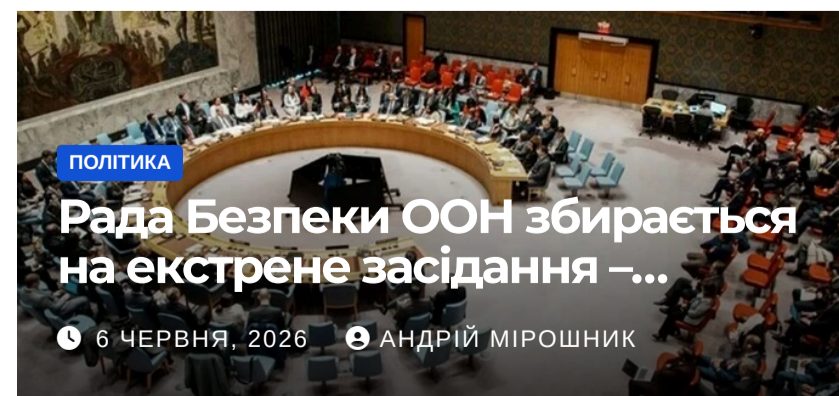 ПОЛІТИКА
Рада Безпеки ООН збирається
на екстрене засідання –...
6 ЧЕРВНЯ, 2026 АНДРІЙ МІРОШНИК